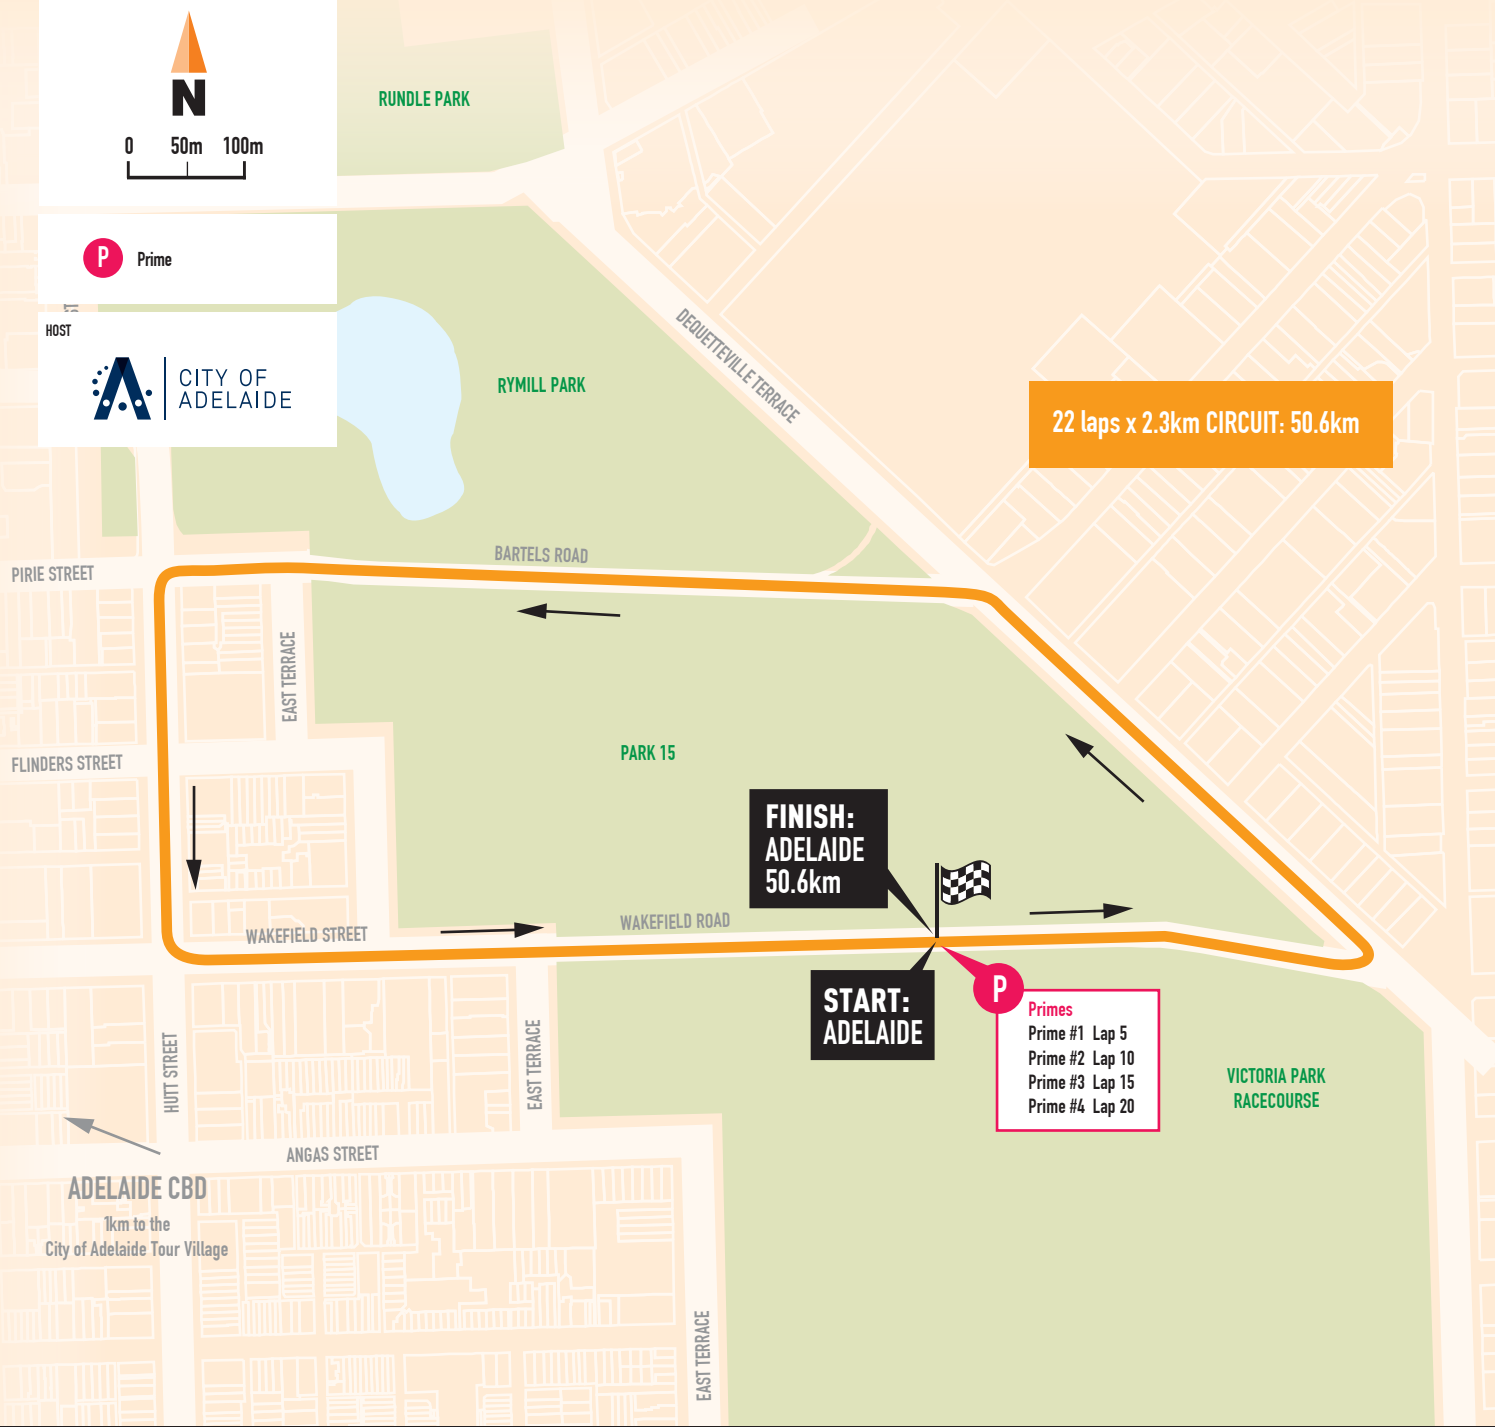 N
0 50m 100m
RUNDLE PARK
P Prime
ST
HOST
CITY OF
ADELAIDE
RYMILL PARK
DEQUETTEVILLE TERRACE
22 laps x 2.3km CIRCUIT: 50.6km
BARTELS ROAD
PIRIE STREET
EAST TERRACE
FLINDERS STREET
PARK 15
FINISH:
ADELAIDE
50.6km
WAKEFIELD STREET
WAKEFIELD ROAD
START:
ADELAIDE
P
Primes
Prime #1 Lap 5
Prime #2 Lap 10
Prime #3 Lap 15
Prime #4 Lap 20
HUTT STREET
EAST TERRACE
VICTORIA PARK
RACECOURSE
ANGAS STREET
ADELAIDE CBD
1km to the
City of Adelaide Tour Village
EAST TERRACE